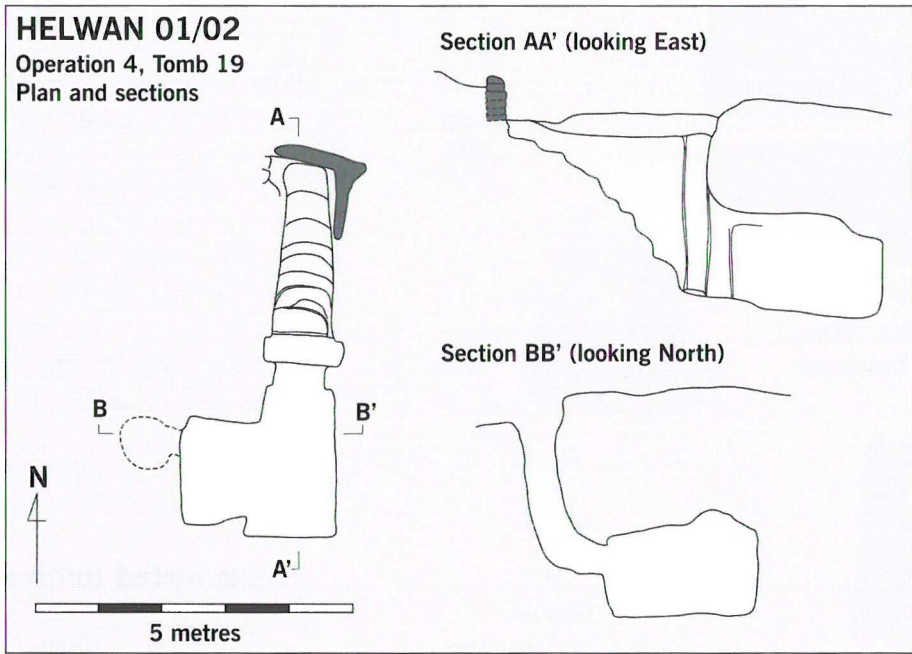 HELWAN 01/02
Operation 4, Tomb 19
Plan and sections
Section AA' (looking East)
A
Section BB' (looking North)
B
B'
N
A'
5 metres